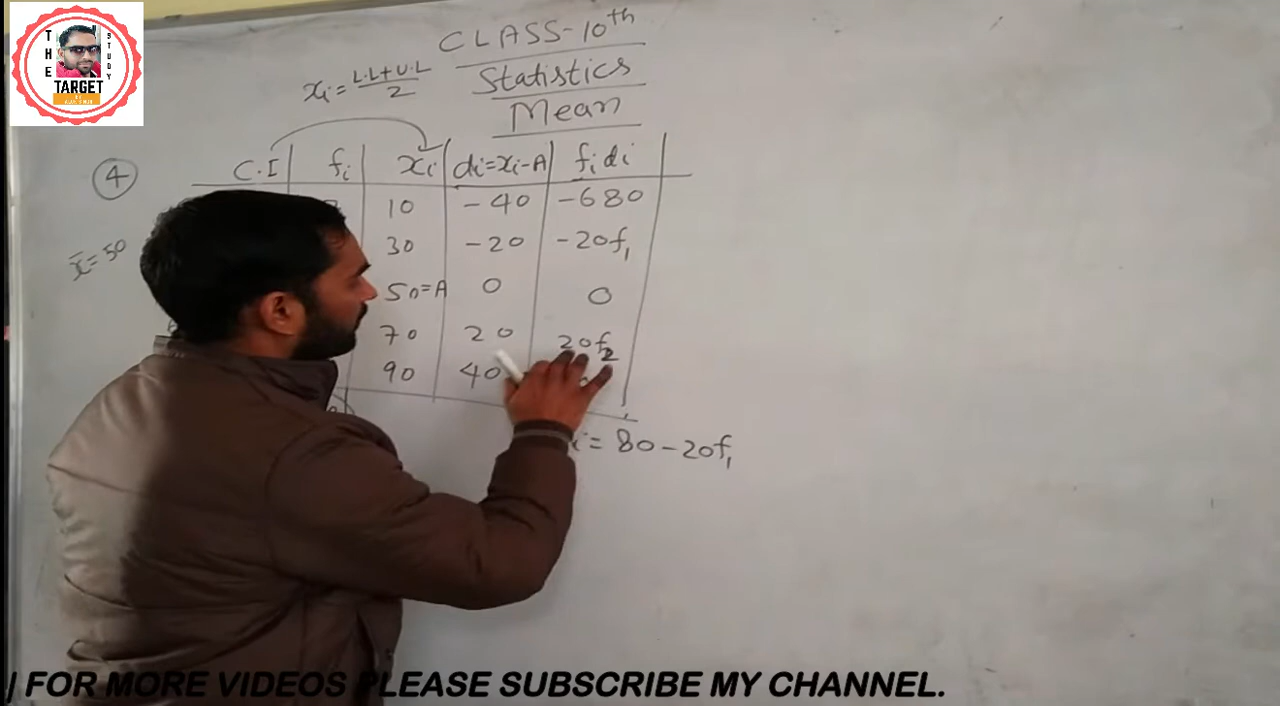 THE STUDY
TARGET
CLASS-10th
Statistics
Mean
xi = L.L+U.L / 2
4
C.I fi xi di=xi-A fidi
10 -40 -680
30 -20 -20f1
50=A 0 0
70 20 20f2
90 40
x̄=50
i = 80-20f1
| FOR MORE VIDEOS PLEASE SUBSCRIBE MY CHANNEL.